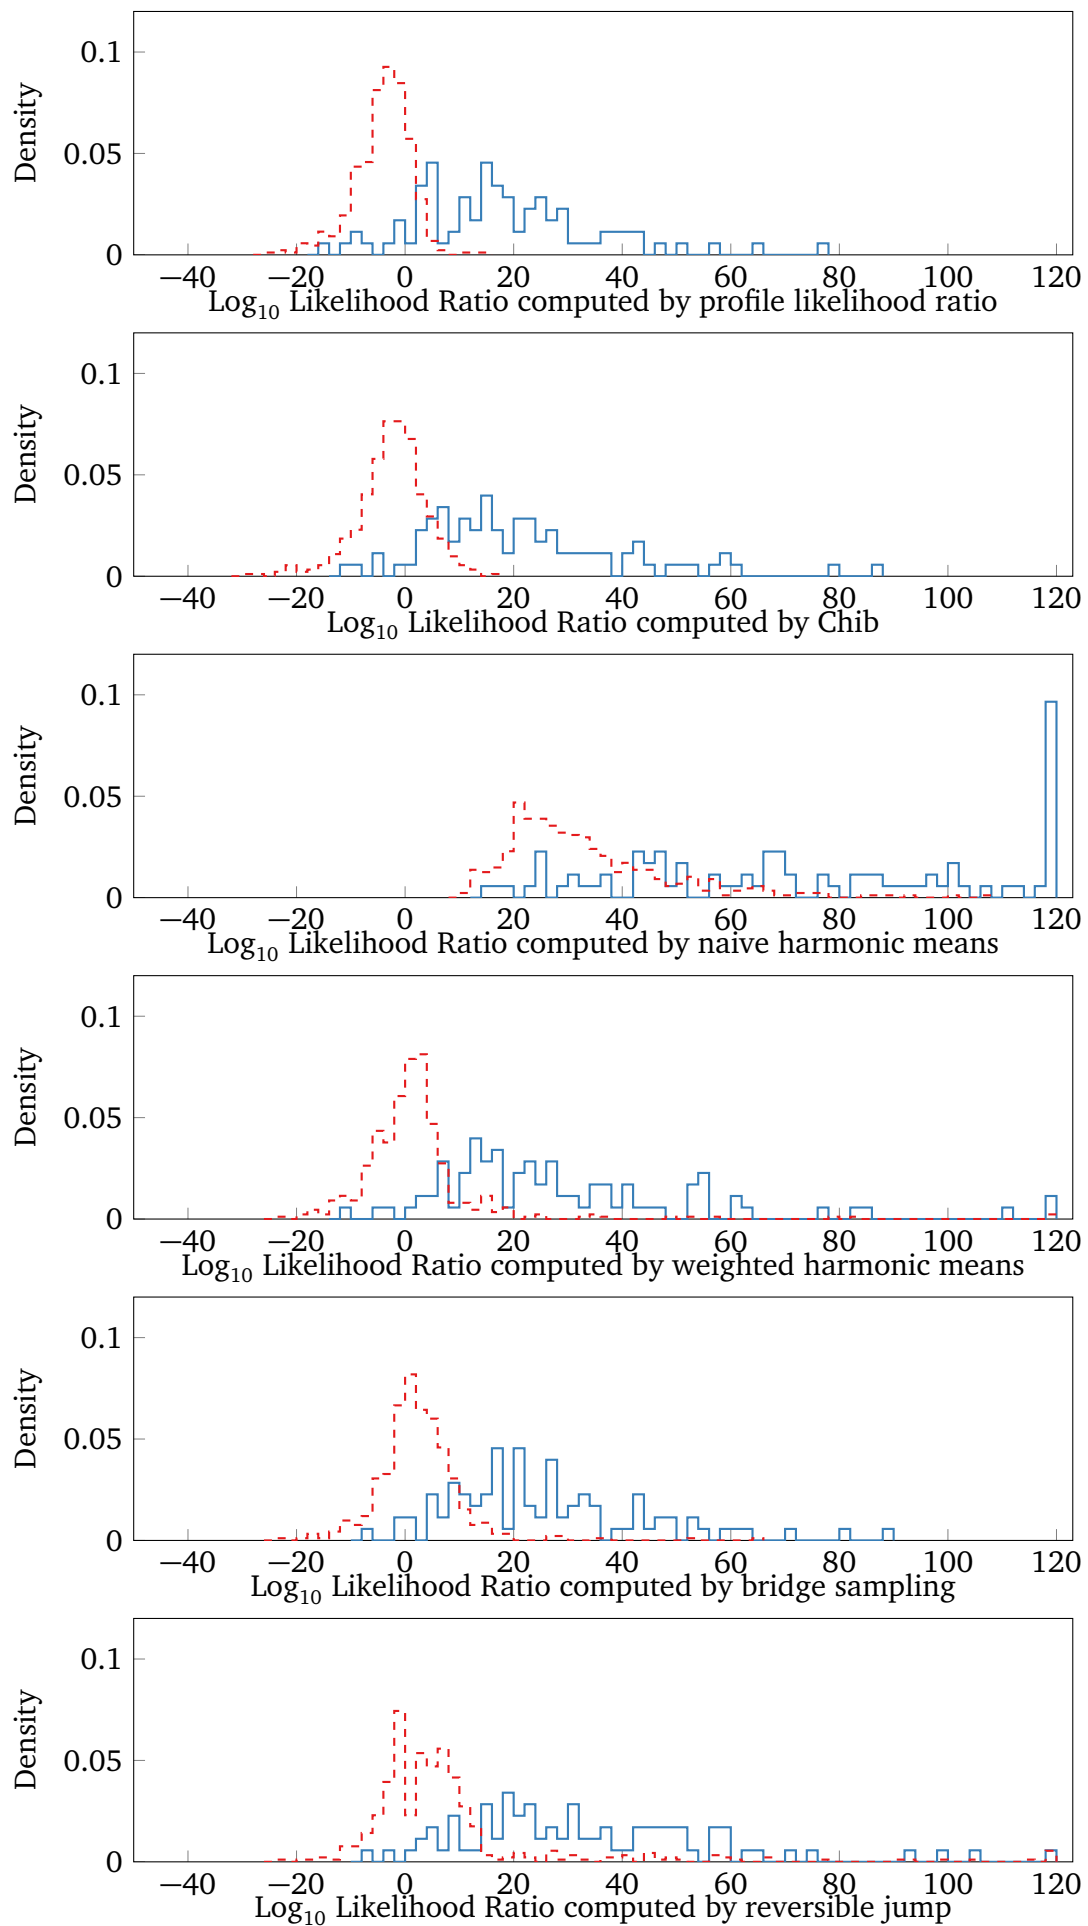 0.1
0.05
0
Density
−40 −20 0 20 40 60 80 100 120
Log10 Likelihood Ratio computed by profile likelihood ratio
0.1
0.05
0
Density
−40 −20 0 20 40 60 80 100 120
Log10 Likelihood Ratio computed by Chib
0.1
0.05
0
Density
−40 −20 0 20 40 60 80 100 120
Log10 Likelihood Ratio computed by naive harmonic means
0.1
0.05
0
Density
−40 −20 0 20 40 60 80 100 120
Log10 Likelihood Ratio computed by weighted harmonic means
0.1
0.05
0
Density
−40 −20 0 20 40 60 80 100 120
Log10 Likelihood Ratio computed by bridge sampling
0.1
0.05
0
Density
−40 −20 0 20 40 60 80 100 120
Log10 Likelihood Ratio computed by reversible jump